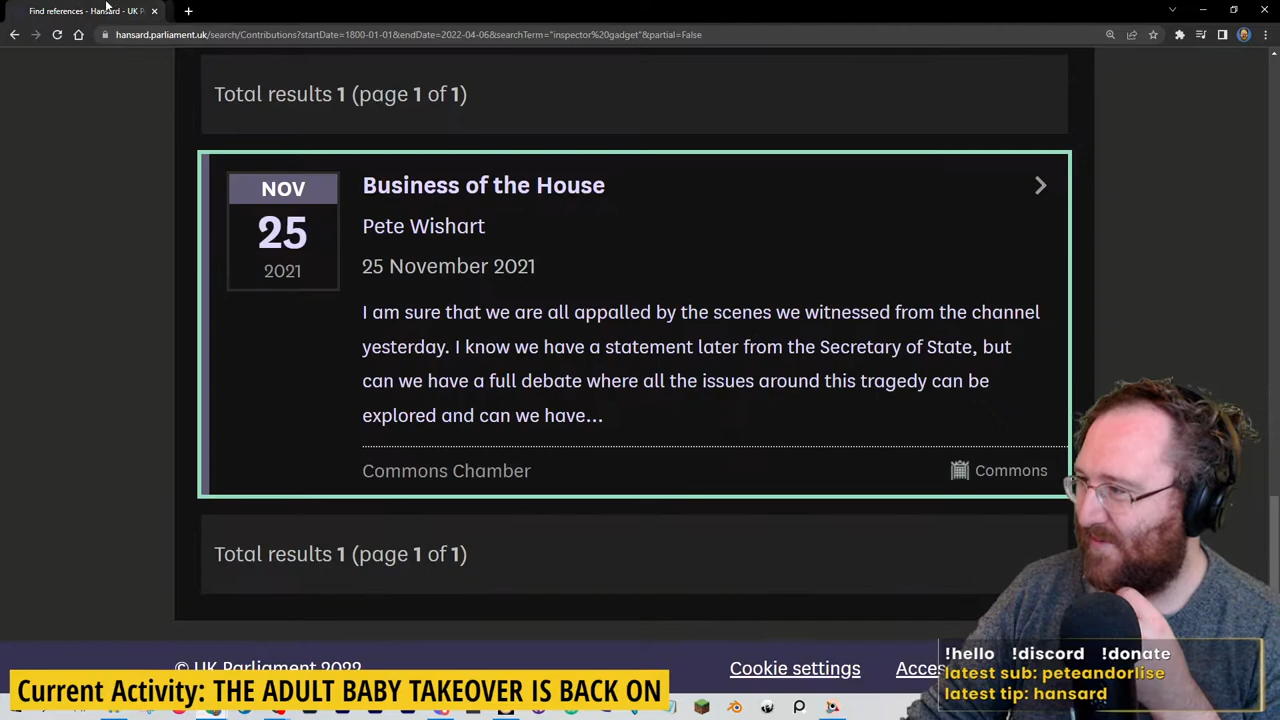 Find references - Hansard - UK P
hansard.parliament.uk/search/Contributions?startDate=1800-01-01&endDate=2022-04-06&searchTerm="inspector%20gadget"&partial=False
Total results 1 (page 1 of 1)
NOV
25
2021
Business of the House
Pete Wishart
25 November 2021
I am sure that we are all appalled by the scenes we witnessed from the channel
yesterday. I know we have a statement later from the Secretary of State, but
can we have a full debate where all the issues around this tragedy can be
explored and can we have...
Commons Chamber
Commons
Total results 1 (page 1 of 1)
© UK Parliament 2022
Cookie settings
Acces
!hello !discord !donate
latest sub: peteandorlise
latest tip: hansard
Current Activity: THE ADULT BABY TAKEOVER IS BACK ON